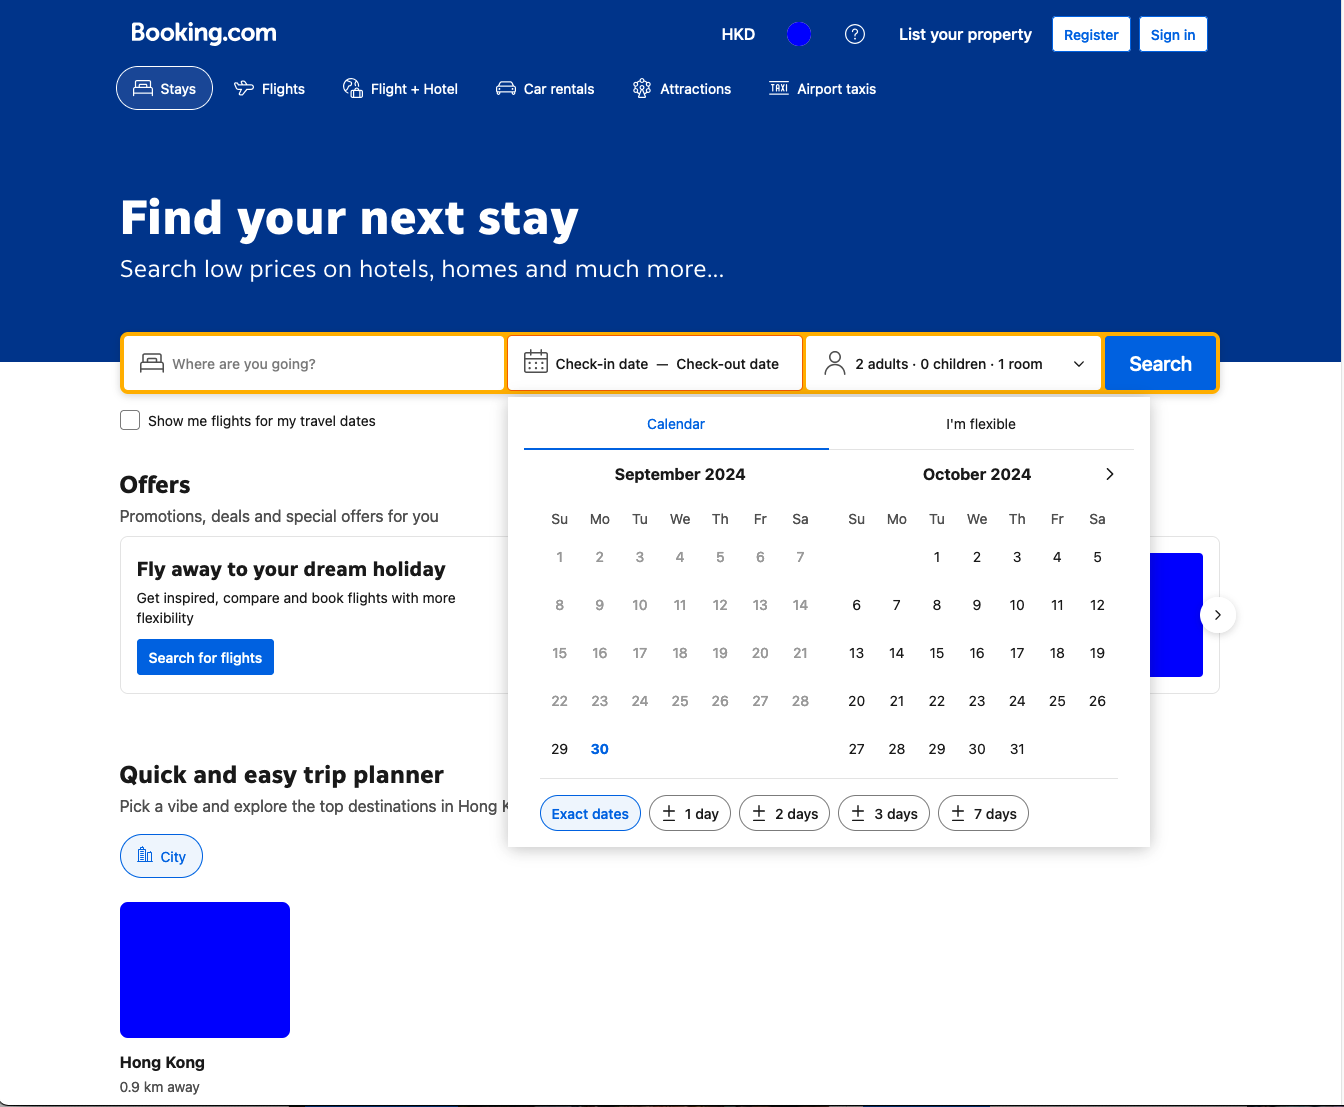 Booking.com
HKD
List your property
Register
Sign in
Stays
Flights
Flight + Hotel
Car rentals
Attractions
TAXI
Airport taxis
Find your next stay
Search low prices on hotels, homes and much more...
Where are you going?
Check-in date — Check-out date
2 adults · 0 children · 1 room
Search
Show me flights for my travel dates
Calendar
I'm flexible
September 2024
Su Mo Tu We Th Fr Sa
1 2 3 4 5 6 7
8 9 10 11 12 13 14
15 16 17 18 19 20 21
22 23 24 25 26 27 28
29 30
October 2024
Su Mo Tu We Th Fr Sa
1 2 3 4 5
6 7 8 9 10 11 12
13 14 15 16 17 18 19
20 21 22 23 24 25 26
27 28 29 30 31
Exact dates
± 1 day
± 2 days
± 3 days
± 7 days
Offers
Promotions, deals and special offers for you
Fly away to your dream holiday
Get inspired, compare and book flights with more
flexibility
Search for flights
Quick and easy trip planner
Pick a vibe and explore the top destinations in Hong
City
Hong Kong
0.9 km away